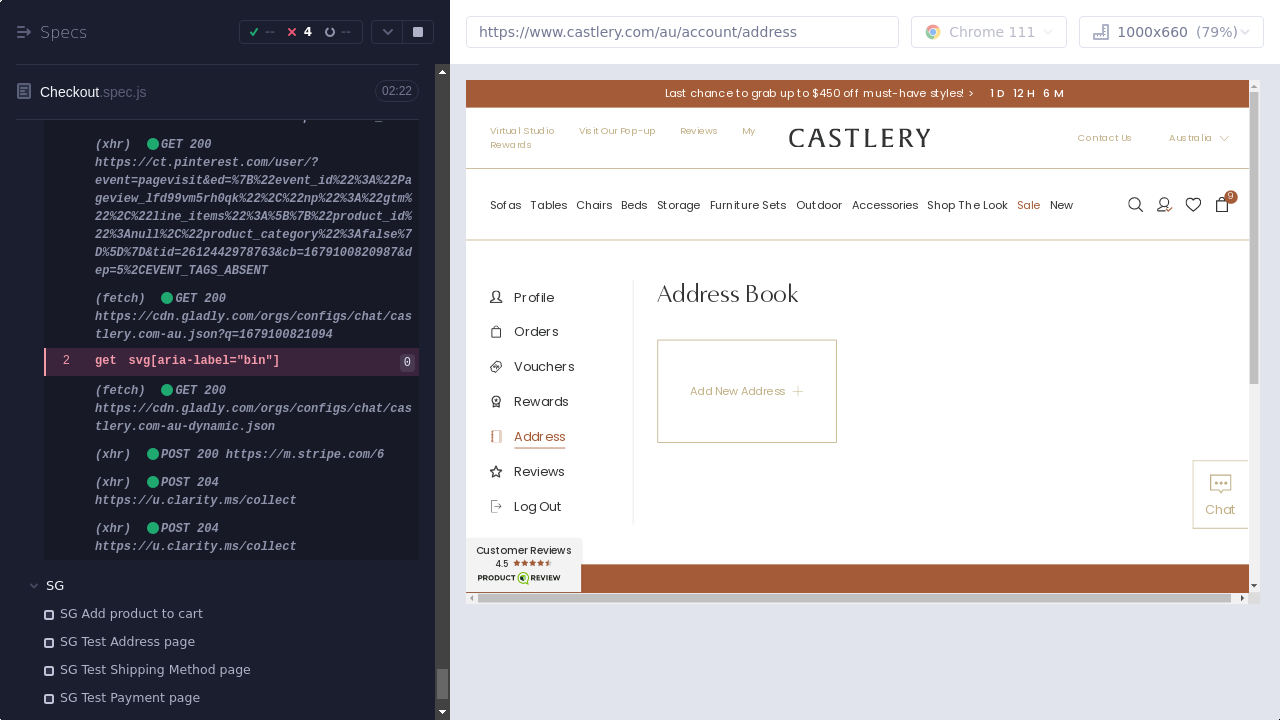 Specs
--
4
--
Checkout.spec.js
02:22
(xhr) GET 200
https://ct.pinterest.com/user/?
event=pagevisit&ed=%7B%22event_id%22%3A%22Pa
geview_lfd99vm5rh0qk%22%2C%22np%22%3A%22gtm%
22%2C%22line_items%22%3A%5B%7B%22product_id%
22%3Anull%2C%22product_category%22%3Afalse%7
D%5D%7D&tid=2612442978763&cb=1679100820987&d
ep=5%2CEVENT_TAGS_ABSENT
(fetch) GET 200
https://cdn.gladly.com/orgs/configs/chat/cas
tlery.com-au.json?q=1679100821094
2 get svg[aria-label="bin"] 0
(fetch) GET 200
https://cdn.gladly.com/orgs/configs/chat/cas
tlery.com-au-dynamic.json
(xhr) POST 200 https://m.stripe.com/6
(xhr) POST 204
https://u.clarity.ms/collect
(xhr) POST 204
https://u.clarity.ms/collect
SG
SG Add product to cart
SG Test Address page
SG Test Shipping Method page
SG Test Payment page
https://www.castlery.com/au/account/address
Chrome 111
1000x660 (79%)
Last chance to grab up to $450 off must-have styles! > 1 D 12 H 6 M
Virtual Studio Visit Our Pop-up Reviews My
Rewards
CASTLERY
Contact Us Australia
Sofas Tables Chairs Beds Storage Furniture Sets Outdoor Accessories Shop The Look Sale New
9
Profile
Orders
Vouchers
Rewards
Address
Reviews
Log Out
Address Book
Add New Address
Chat
Customer Reviews
4.5
PRODUCT REVIEW